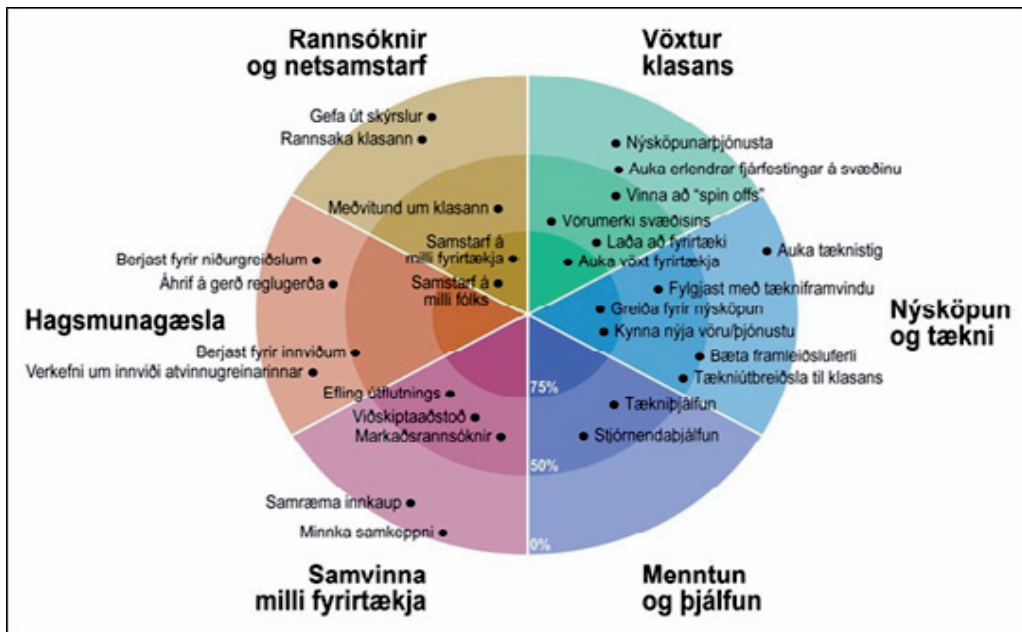 Rannsóknir
og netsamstarf
Vöxtur
klasans
Gefa út skýrslur
Rannsaka klasann
Meðvitund um klasann
Samstarf á
milli fyrirtækja
Samstarf á
milli fólks
Nýsköpunarþjónusta
Auka erlendrar fjárfestingar á svæðinu
Vinna að "spin offs"
Vörumerki svæðisins
Laða að fyrirtæki
Auka vöxt fyrirtækja
Hagsmunagæsla
Berjast fyrir niðurgreiðslum
Áhrif á gerð reglugerða
Berjast fyrir innviðum
Verkefni um innviði atvinnugreinarinnar
Nýsköpun
og tækni
Auka tæknistig
Fylgjast með tækniframvindu
Greiða fyrir nýsköpun
Kynna nýja vöru/þjónustu
Bæta framleiðsluferli
Tækniútbreiðsla til klasans
Efling útflutnings
Viðskiptaaðstoð
Markaðsrannsóknir
Samræma innkaup
Minnka samkeppni
Tækniþjálfun
Stjórnendaþjálfun
75%
50%
0%
Samvinna
milli fyrirtækja
Menntun
og þjálfun